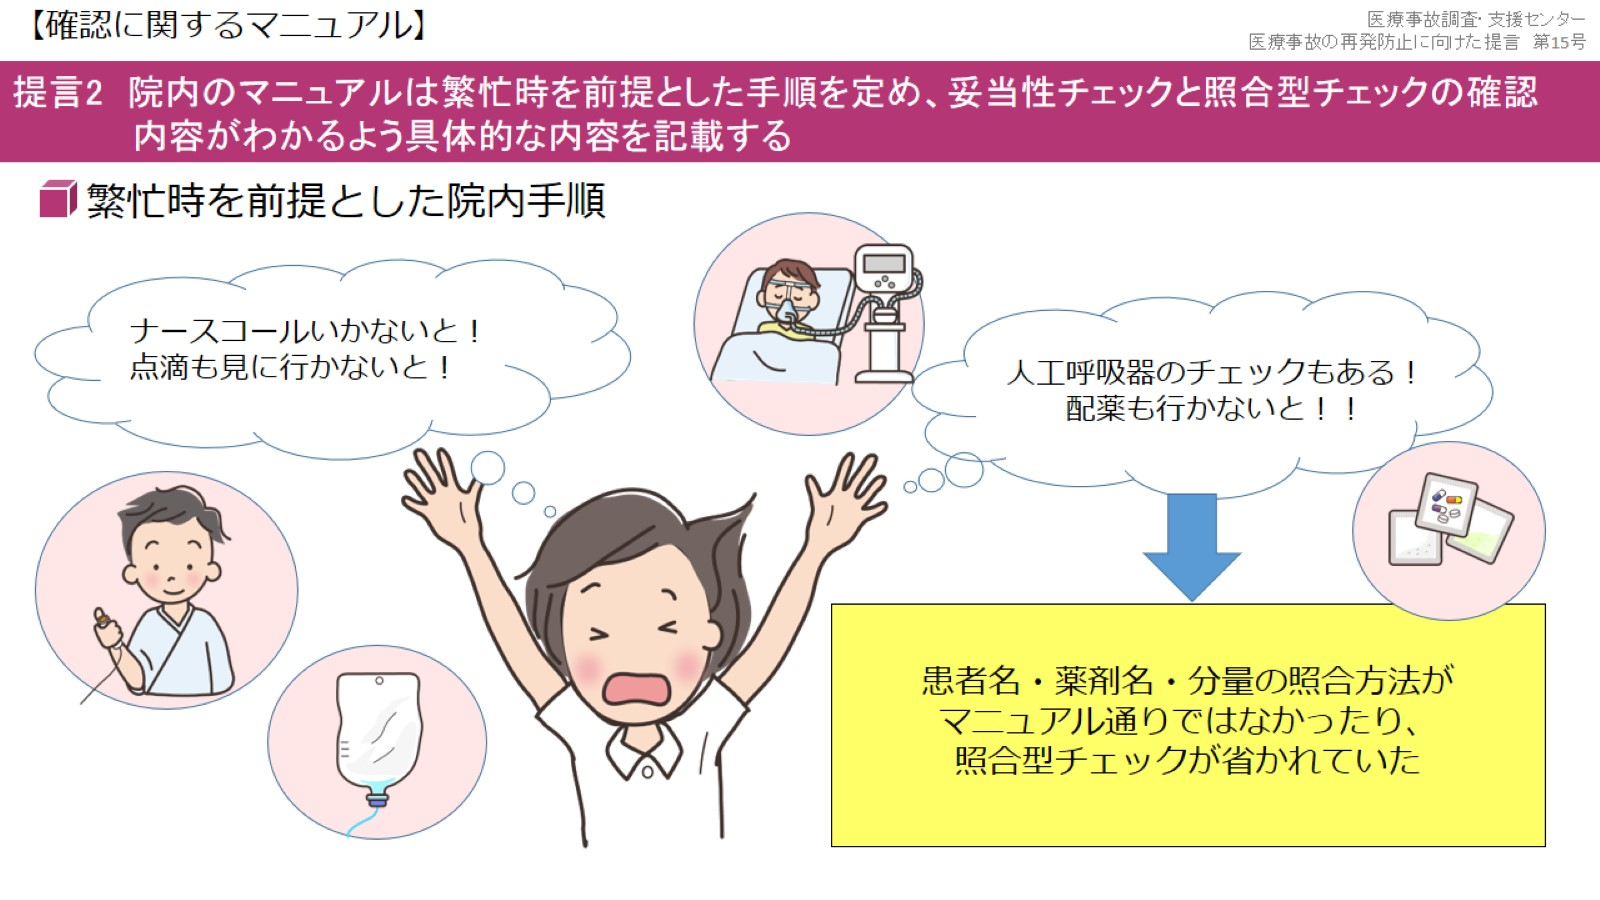 【確認に関するマニュアル】
医療事故調査・支援センター
医療事故の再発防止に向けた提言 第15号
提言2 院内のマニュアルは繁忙時を前提とした手順を定め、妥当性チェックと照合型チェックの確認
内容がわかるよう具体的な内容を記載する
繁忙時を前提とした院内手順
ナースコールいかないと！
点滴も見に行かないと！
人工呼吸器のチェックもある！
配薬も行かないと！！
患者名・薬剤名・分量の照合方法が
マニュアル通りではなかったり、
照合型チェックが省かれていた